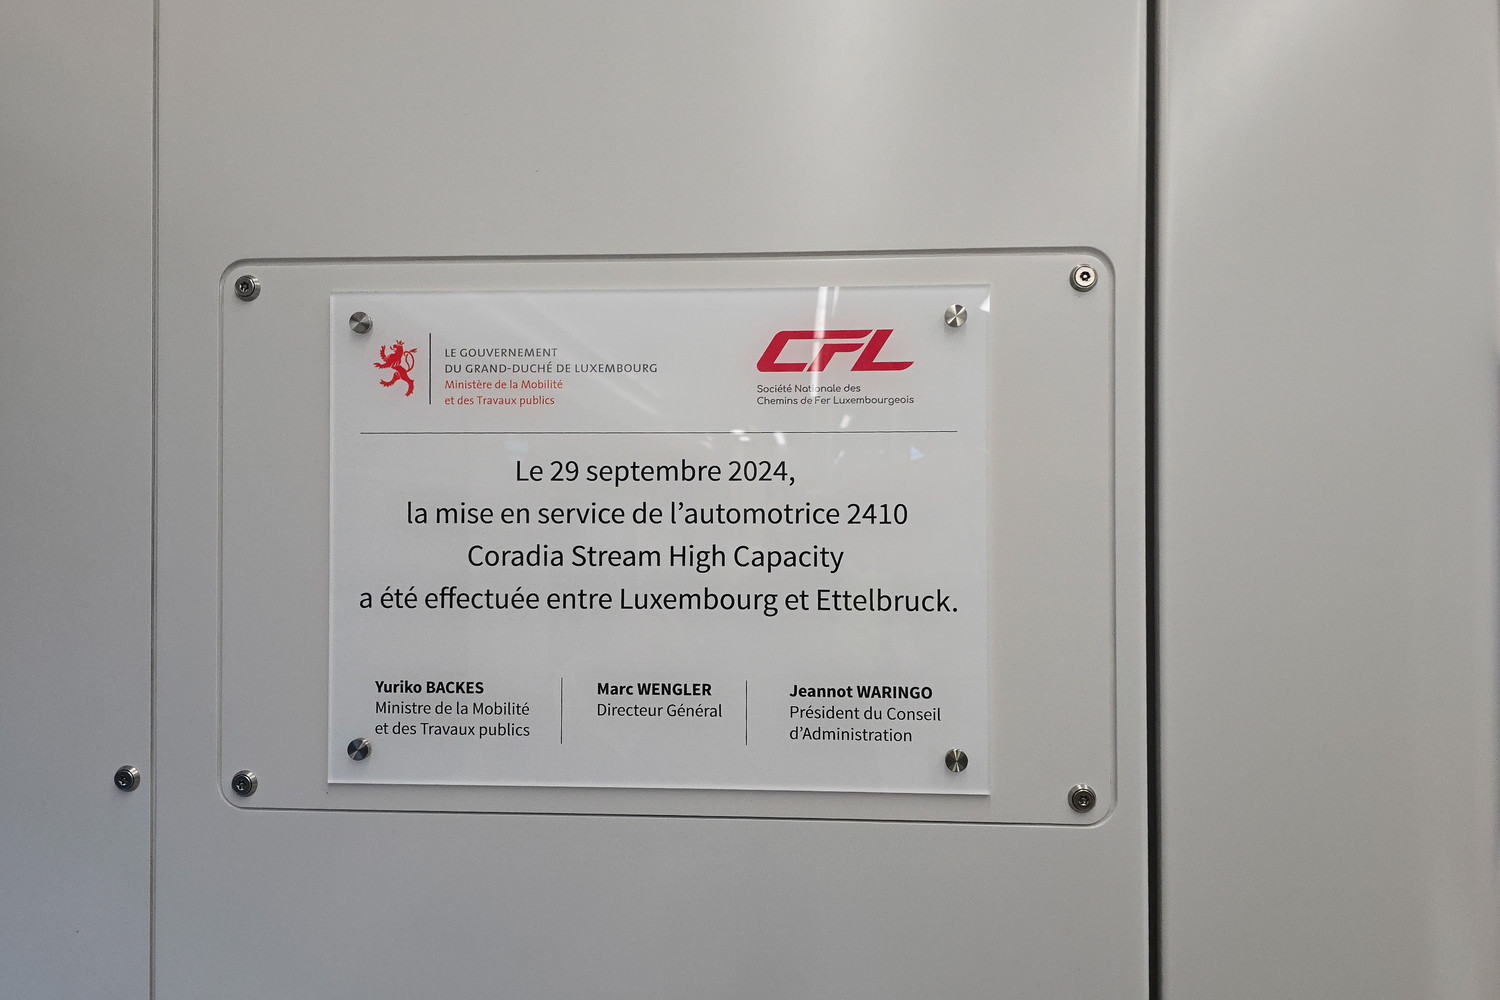 LE GOUVERNEMENT
DU GRAND-DUCHÉ DE LUXEMBOURG
Ministère de la Mobilité
et des Travaux publics
CFL
Société Nationale des
Chemins de Fer Luxembourgeois
Le 29 septembre 2024,
la mise en service de l’automotrice 2410
Coradia Stream High Capacity
a été effectuée entre Luxembourg et Ettelbruck.
Yuriko BACKES
Ministre de la Mobilité
et des Travaux publics
Marc WENGLER
Directeur Général
Jeannot WARINGO
Président du Conseil
d’Administration